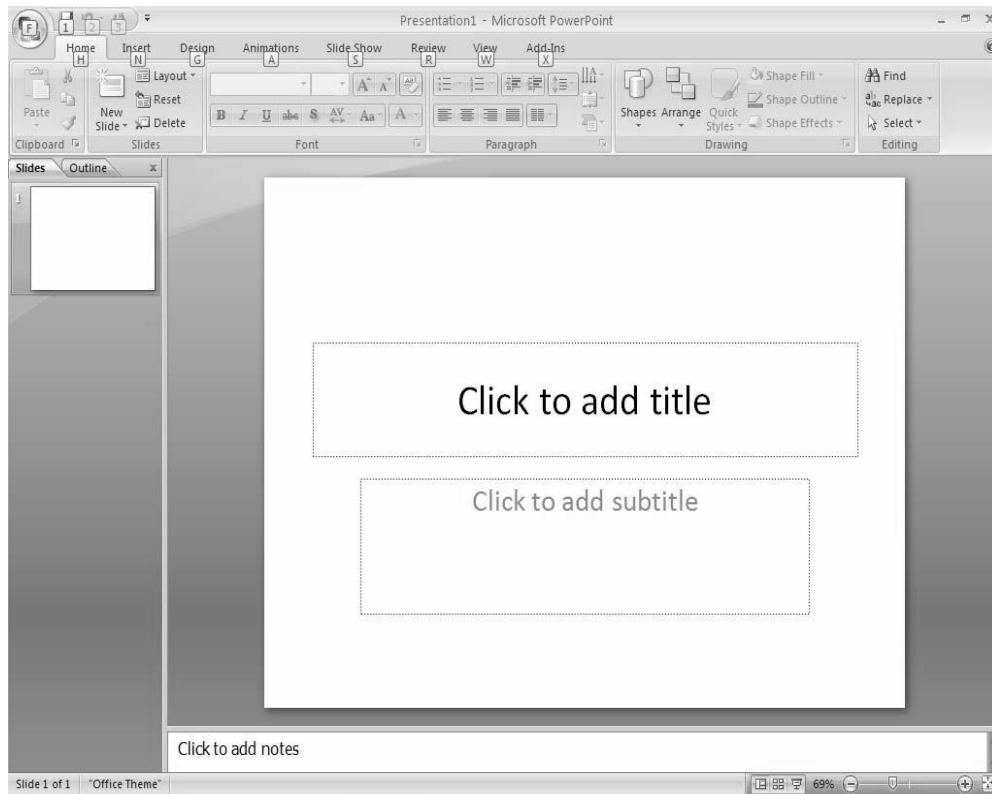 Presentation1 - Microsoft PowerPoint
F 1 2 3
Home Insert Design Animations Slide Show Review View Add-Ins
H N G A S R W X
Paste
New Slide
Layout
Reset
Delete
B I U abc S AV Aa A
A A
Shapes Arrange Quick Styles
Shape Fill
Shape Outline
Shape Effects
Find
Replace
Select
Clipboard Slides Font Paragraph Drawing Editing
Slides Outline x
1
Click to add title
Click to add subtitle
Click to add notes
Slide 1 of 1 "Office Theme" 69%